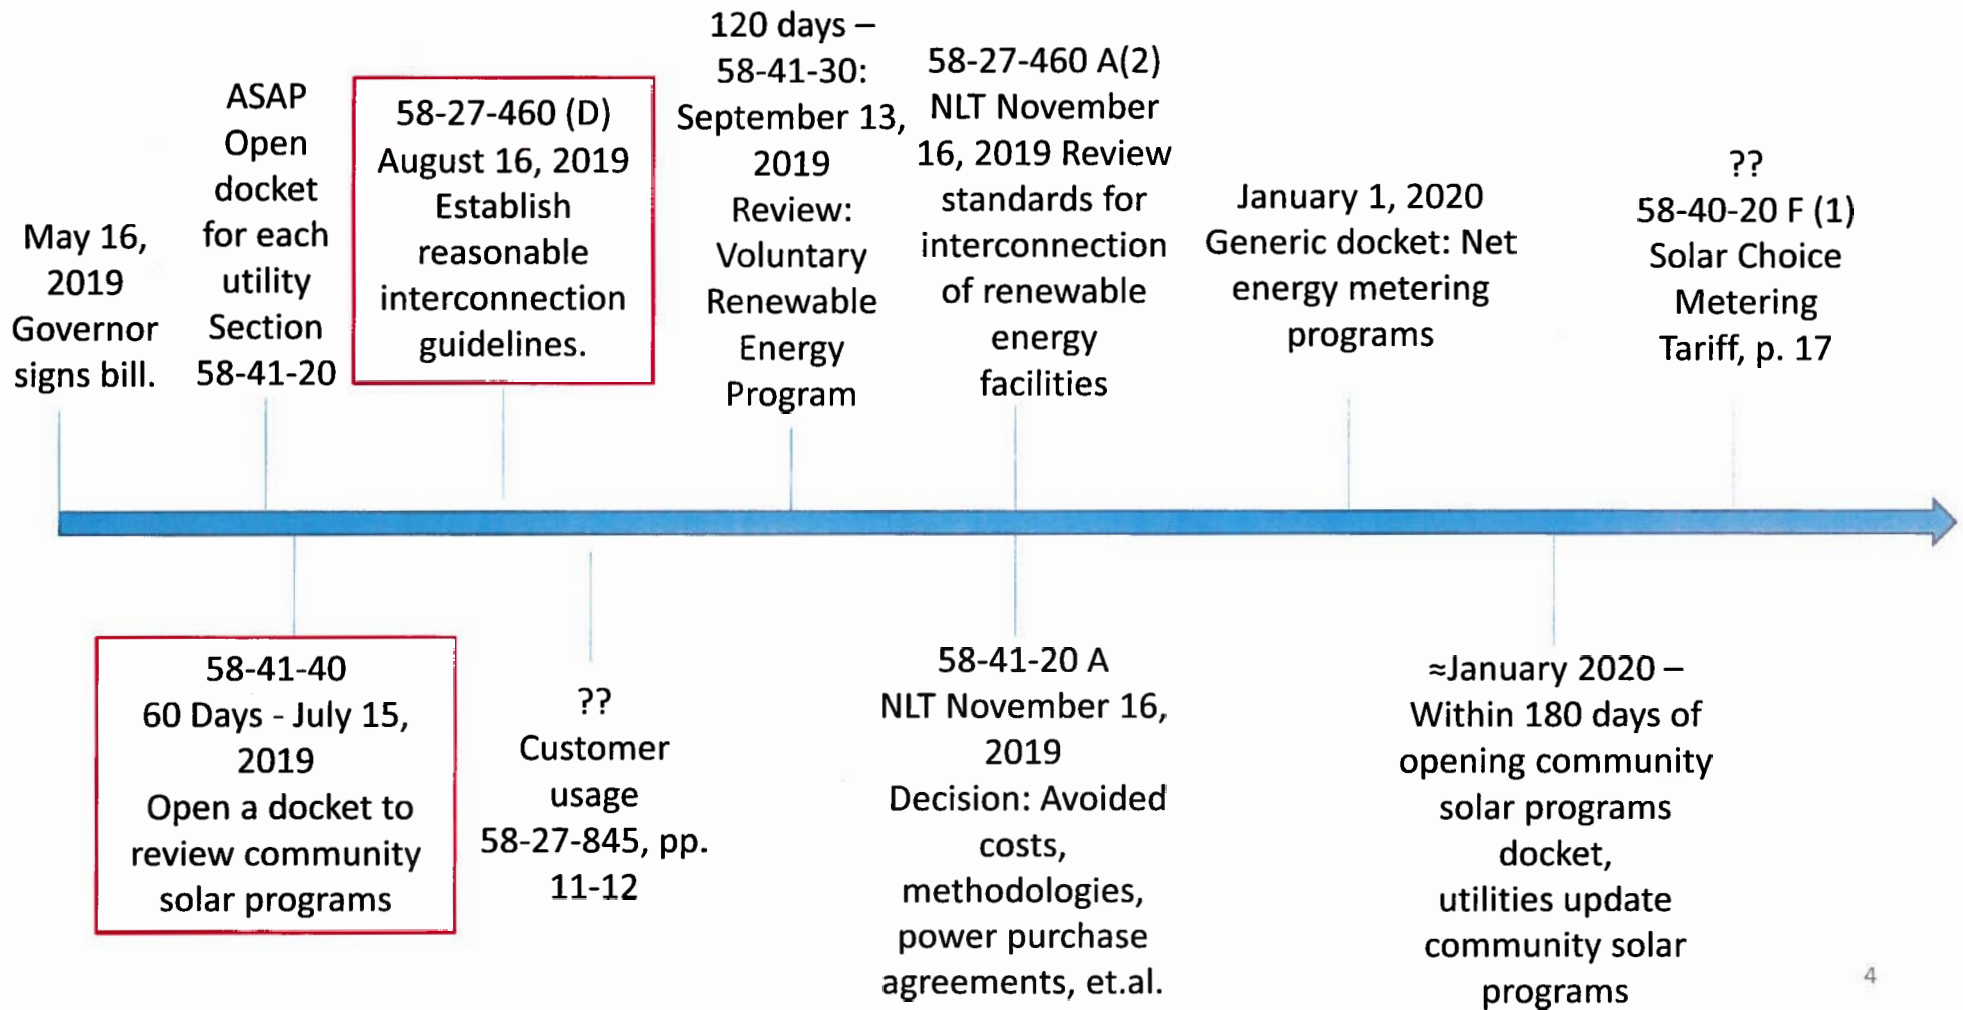 May 16,
2019
Governor
signs bill.
ASAP
Open
docket
for each
utility
Section
58-41-20
58-27-460 (D)
August 16, 2019
Establish
reasonable
interconnection
guidelines.
120 days –
58-41-30:
September 13,
2019
Review:
Voluntary
Renewable
Energy
Program
58-27-460 A(2)
NLT November
16, 2019 Review
standards for
interconnection
of renewable
energy
facilities
January 1, 2020
Generic docket: Net
energy metering
programs
??
58-40-20 F (1)
Solar Choice
Metering
Tariff, p. 17
58-41-40
60 Days - July 15,
2019
Open a docket to
review community
solar programs
??
Customer
usage
58-27-845, pp.
11-12
58-41-20 A
NLT November 16,
2019
Decision: Avoided
costs,
methodologies,
power purchase
agreements, et.al.
≈January 2020 –
Within 180 days of
opening community
solar programs
docket,
utilities update
community solar
programs
4